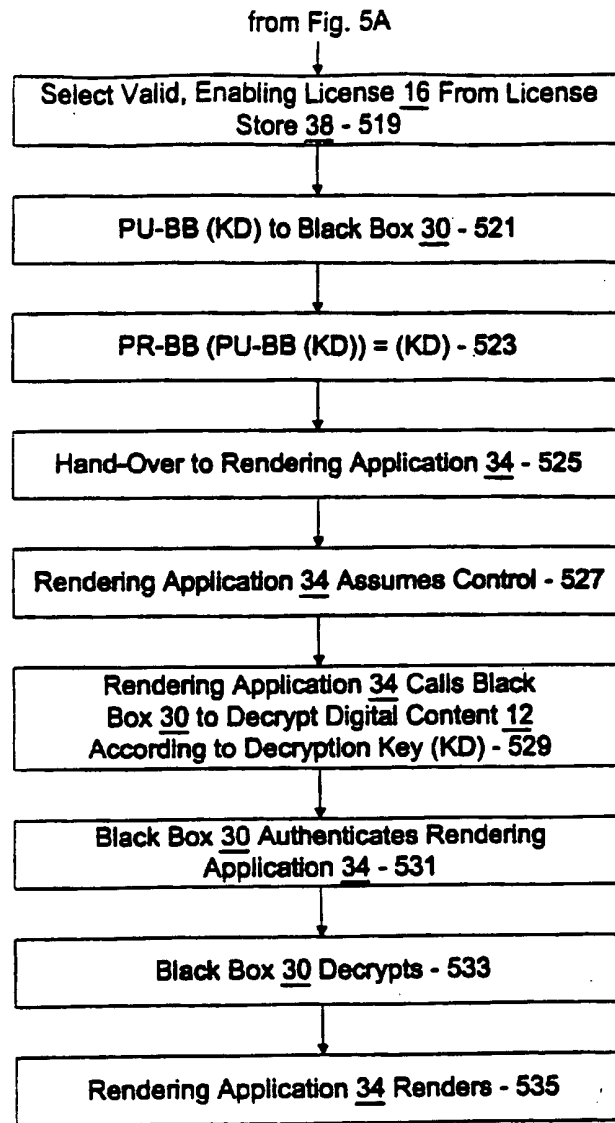 from Fig. 5A
Select Valid, Enabling License 16 From License
Store 38 - 519
PU-BB (KD) to Black Box 30 - 521
PR-BB (PU-BB (KD)) = (KD) - 523
Hand-Over to Rendering Application 34 - 525
Rendering Application 34 Assumes Control - 527
Rendering Application 34 Calls Black
Box 30 to Decrypt Digital Content 12
According to Decryption Key (KD) - 529
Black Box 30 Authenticates Rendering
Application 34 - 531
Black Box 30 Decrypts - 533
Rendering Application 34 Renders - 535